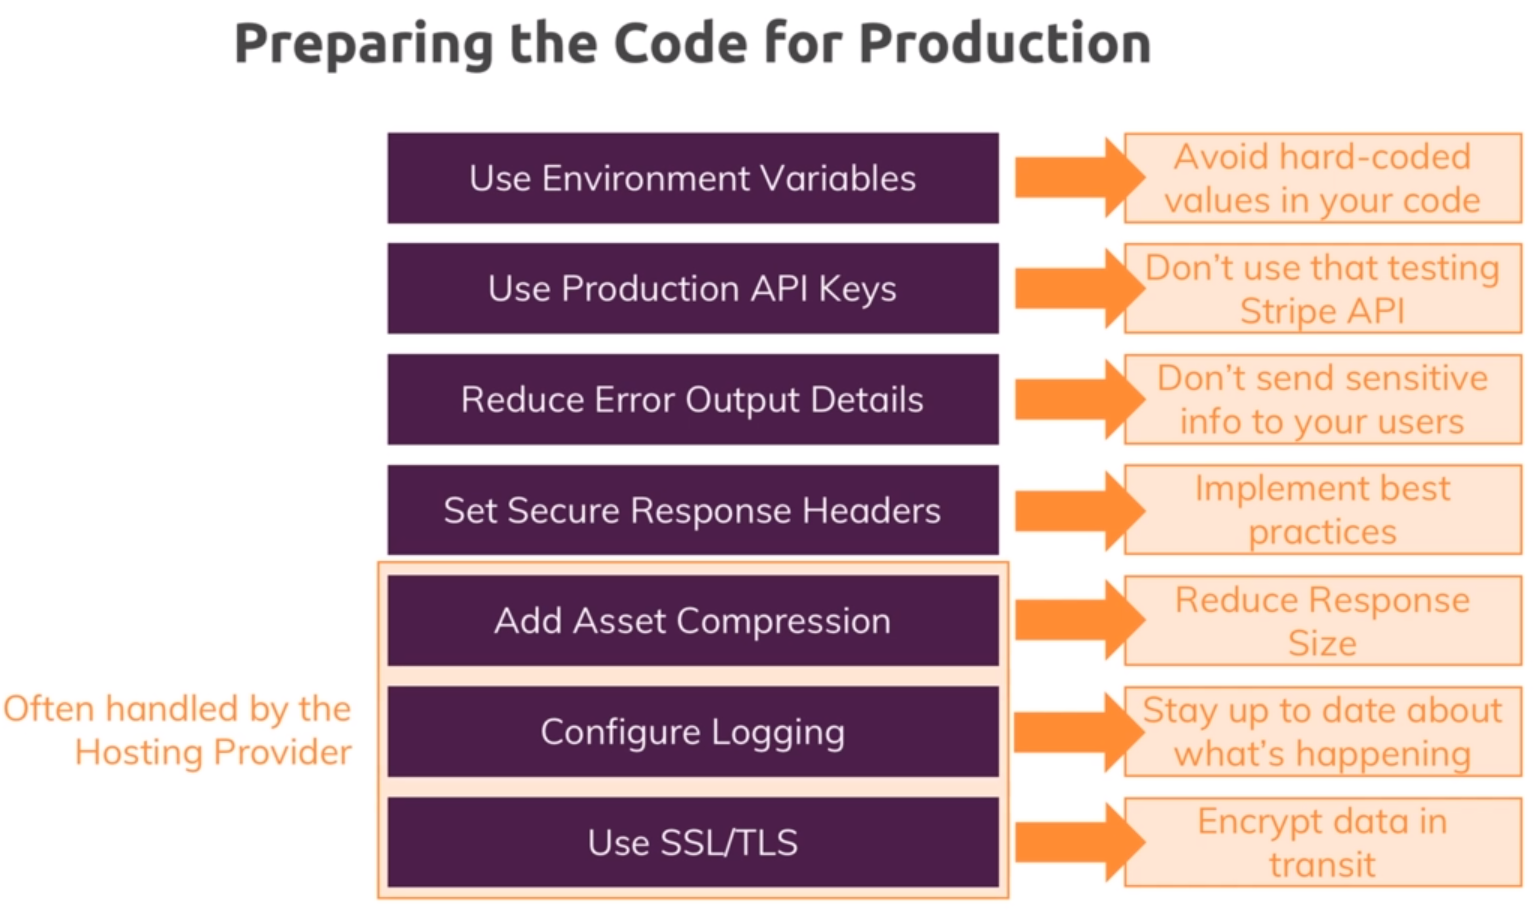 Preparing the Code for Production
Use Environment Variables
Avoid hard-coded
values in your code
Use Production API Keys
Don't use that testing
Stripe API
Reduce Error Output Details
Don't send sensitive
info to your users
Set Secure Response Headers
Implement best
practices
Add Asset Compression
Reduce Response
Size
Often handled by the
Hosting Provider
Configure Logging
Stay up to date about
what's happening
Use SSL/TLS
Encrypt data in
transit